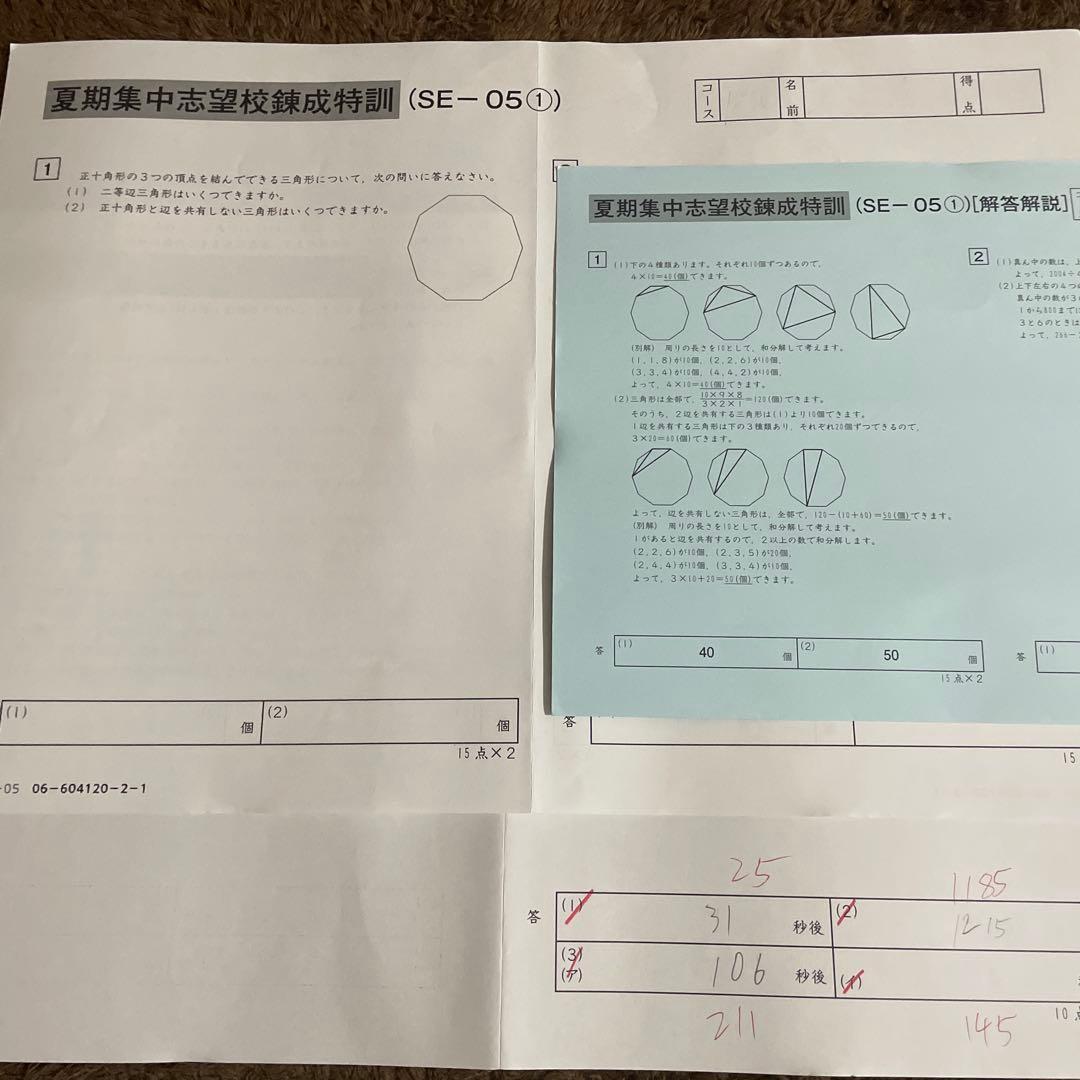 夏期集中志望校錬成特訓(SE－05①)
コース
名前
得点
1
正十角形の3つの頂点を結んでできる三角形について，次の問いに答えなさい。
(1) 二等辺三角形はいくつできますか。
(2) 正十角形と辺を共有しない三角形はいくつできますか。
(1) 個 (2) 個
15点×2
-05 06-604120-2-1
夏期集中志望校錬成特訓(SE－05①)[解答解説]
1
(1)下の4種類あります。それぞれ10個ずつあるので，
4×10＝40(個)できます。
(別解) 周りの長さを10として，和分解して考えます。
(1，1，8)が10個，(2，2，6)が10個，
(3，3，4)が10個，(4，4，2)が10個，
よって，4×10＝40(個)できます。
(2)三角形は全部で，10×9×8/3×2×1＝120(個)できます。
そのうち，2辺を共有する三角形は(1)より10個できます。
1辺を共有する三角形は下の3種類あり，それぞれ20個ずつできるので，
3×20＝60(個)できます。
よって，辺を共有しない三角形は，全部で，120－(10＋60)＝50(個)できます。
(別解) 周りの長さを10として，和分解して考えます。
1があると辺を共有するので，2以上の数で和分解します。
(2，2，6)が10個，(2，3，5)が20個，
(2，4，4)が10個，(3，3，4)が10個，
よって，3×10＋20＝50(個)できます。
答 (1) 40 個 (2) 50 個
15点×2
2
(1)真ん中の数は，上
よって，2004÷
(2)上下左右の4つの
真ん中の数が3
1から800まで
3と6のときは
よって，266－
答 (1)
答
15
25
1185
答 (1) 31 秒後 (2) 1215
(3)(ア) 106 秒後 (イ)
10点
211
145